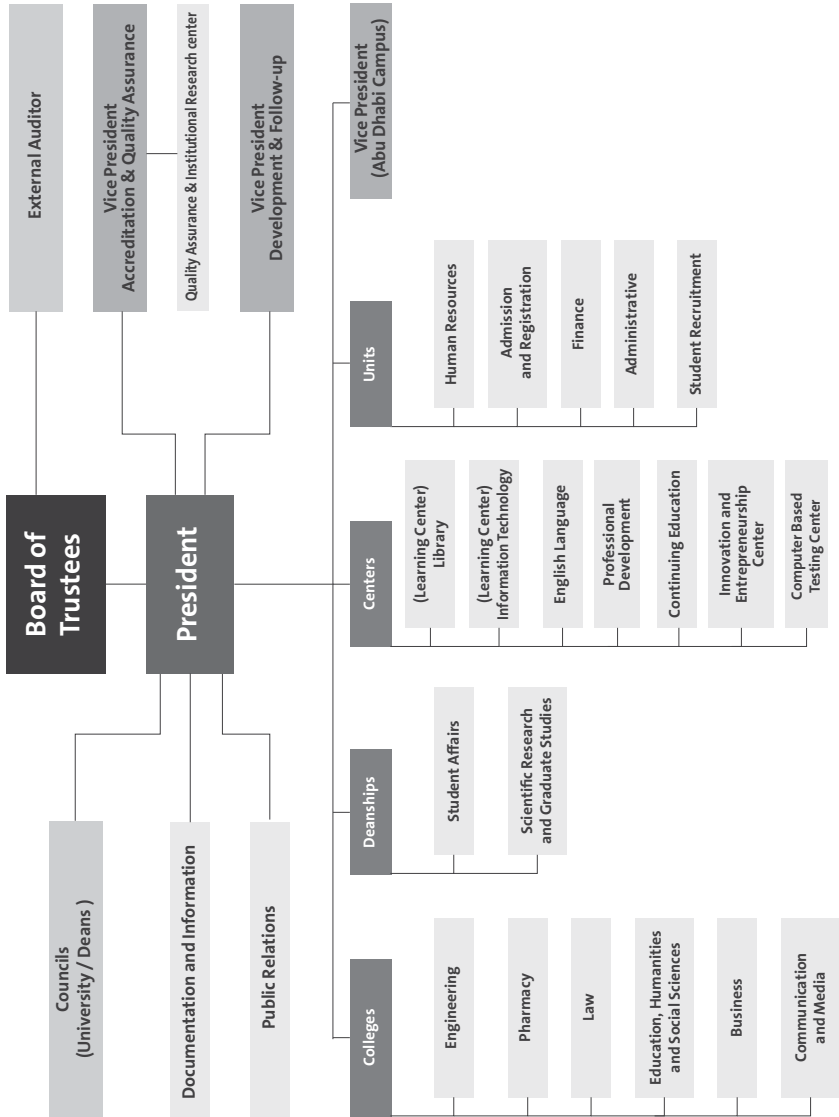 Board of
Trustees
External Auditor
President
Councils
(University / Deans )
Documentation and Information
Public Relations
Vice President
Accreditation & Quality Assurance
Quality Assurance & Institutional Research center
Vice President
Development & Follow-up
Colleges
Engineering
Pharmacy
Law
Education, Humanities
and Social Sciences
Business
Communication
and Media
Deanships
Student Affairs
Scientific Research
and Graduate Studies
Centers
(Learning Center)
Library
(Learning Center)
Information Technology
English Language
Professional
Development
Continuing Education
Innovation and
Entrepreneurship
Center
Computer Based
Testing Center
Units
Human Resources
Admission
and Registration
Finance
Administrative
Student Recruitment
Vice President
(Abu Dhabi Campus)